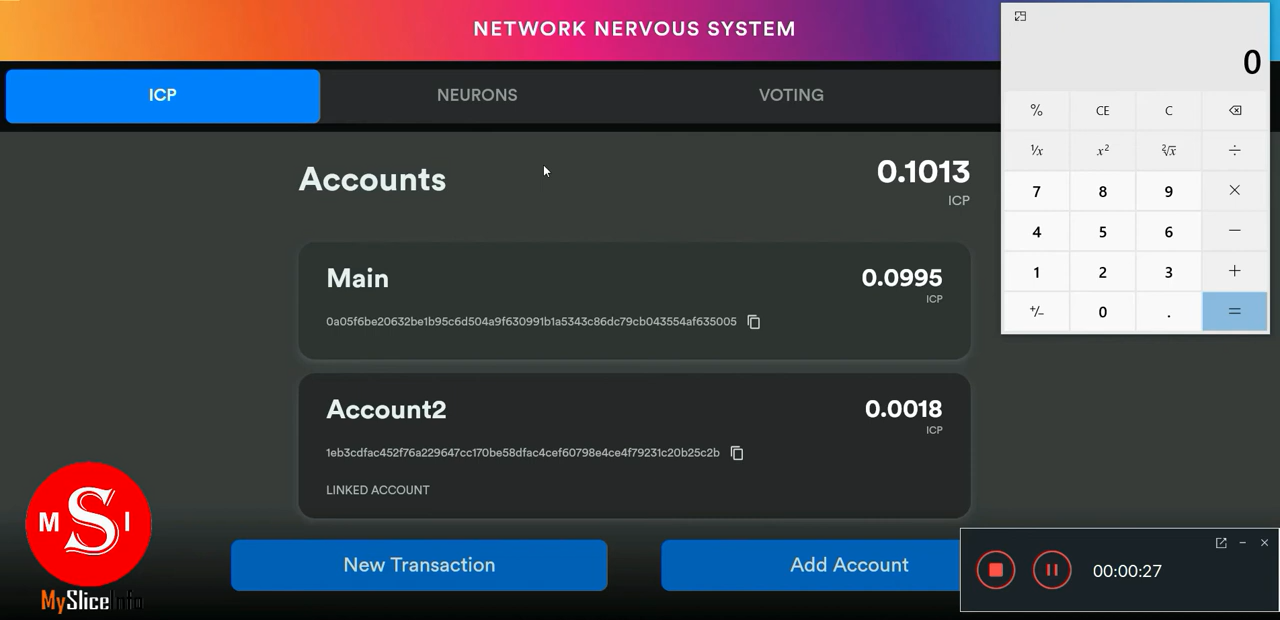 NETWORK NERVOUS SYSTEM
ICP
NEURONS
VOTING
Accounts
0.1013
ICP
Main
0.0995
ICP
0a05f6be20632be1b95c6d504a9f630991b1a5343c86dc79cb043554af635005
Account2
0.0018
ICP
1eb3cdfac452f76a229647cc170be58dfac4cef60798e4ce4f79231c20b25c2b
LINKED ACCOUNT
New Transaction
Add Account
0
% CE C
¹/x x² ²√x ÷
7 8 9 ×
4 5 6 −
1 2 3 +
+/− 0 . =
M S I
MySliceInfo
00:00:27